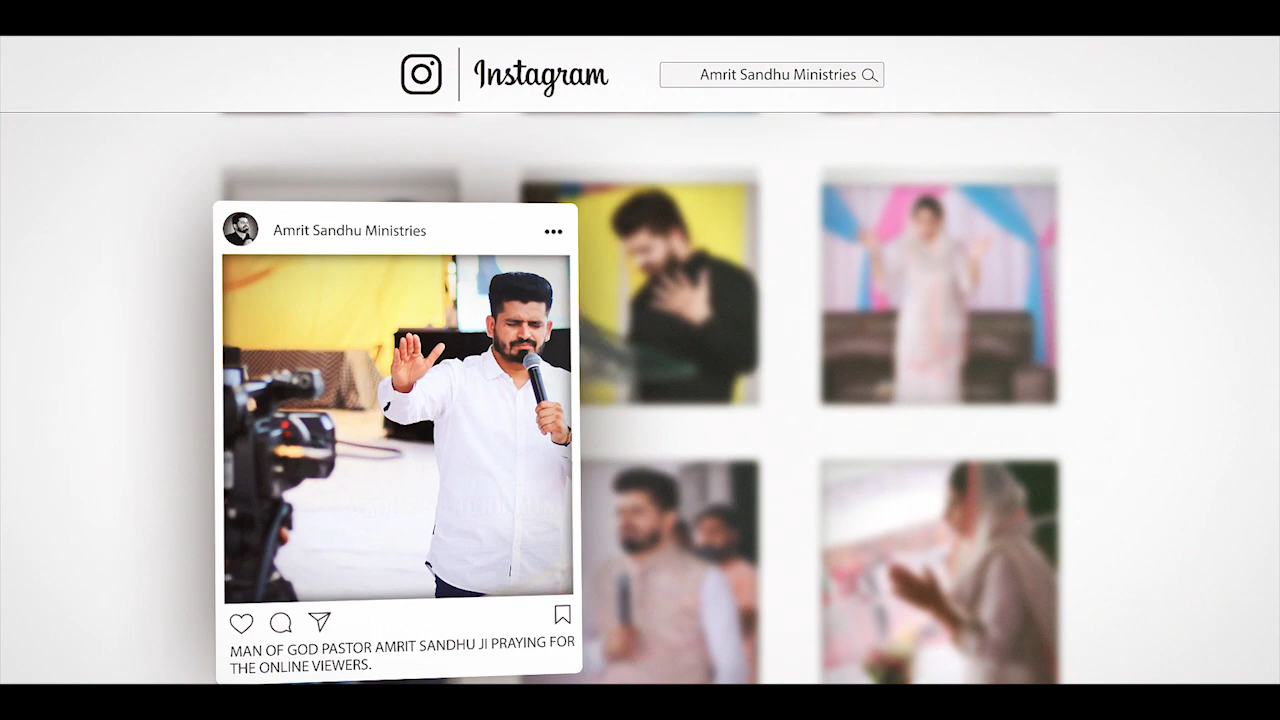 Instagram
Amrit Sandhu Ministries
Amrit Sandhu Ministries
MAN OF GOD PASTOR AMRIT SANDHU JI PRAYING FOR
THE ONLINE VIEWERS.